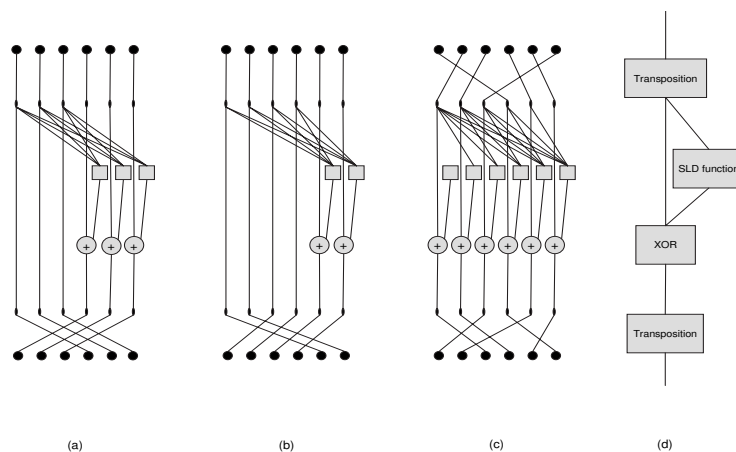 Transposition
SLD function
+ + +
+ +
+ + + + + +
XOR
Transposition
(a)
(b)
(c)
(d)